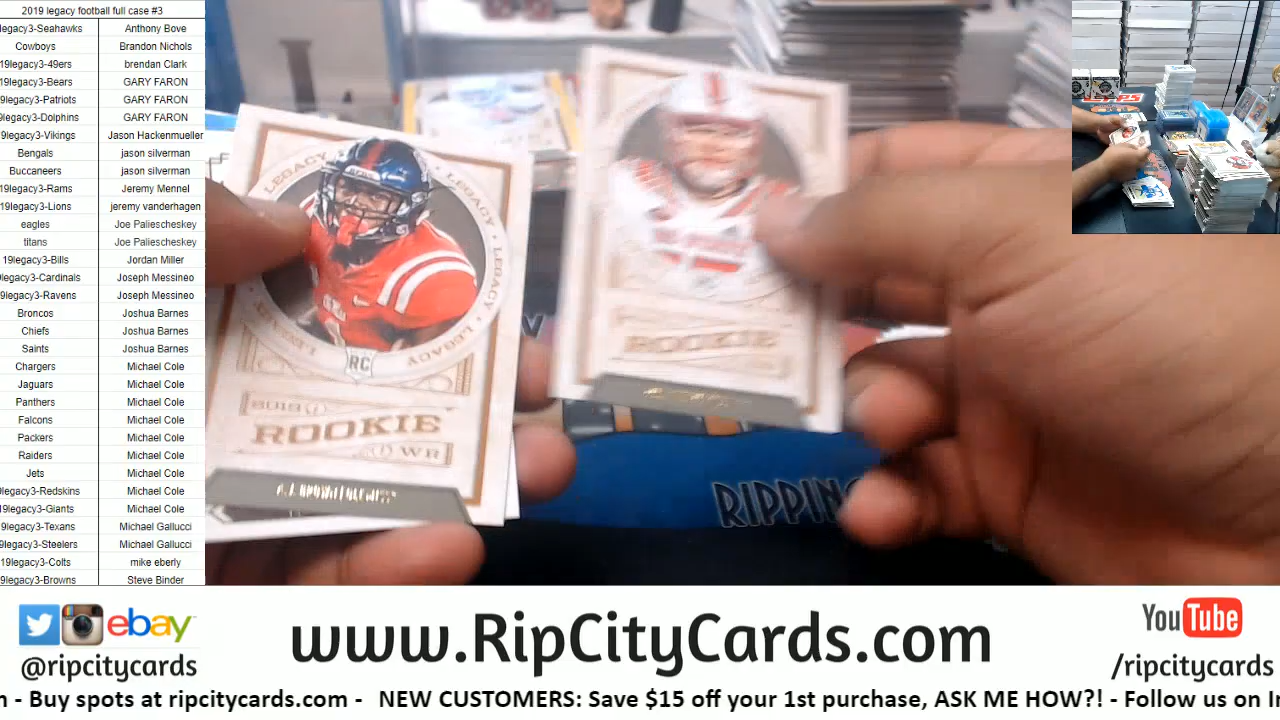 2019 legacy football full case #3
legacy3-Seahawks Anthony Bove
Cowboys Brandon Nichols
19legacy3-49ers brendan Clark
19legacy3-Bears GARY FARON
19legacy3-Patriots GARY FARON
19legacy3-Dolphins GARY FARON
9legacy3-Vikings Jason Hackenmueller
Bengals jason silverman
Buccaneers jason silverman
19legacy3-Rams Jeremy Mennel
19legacy3-Lions jeremy vanderhagen
eagles Joe Paliescheskey
titans Joe Paliescheskey
19legacy3-Bills Jordan Miller
9legacy3-Cardinals Joseph Messineo
9legacy3-Ravens Joseph Messineo
Broncos Joshua Barnes
Chiefs Joshua Barnes
Saints Joshua Barnes
Chargers Michael Cole
Jaguars Michael Cole
Panthers Michael Cole
Falcons Michael Cole
Packers Michael Cole
Raiders Michael Cole
Jets Michael Cole
9legacy3-Redskins Michael Cole
9legacy3-Giants Michael Cole
9legacy3-Texans Michael Gallucci
9legacy3-Steelers Michael Gallucci
19legacy3-Colts mike eberly
9legacy3-Browns Steve Binder
LEGACY • LEGACY • LEGACY • LEGACY
RC
2019
ROOKIE
WR
ROOKIE
RIPPING
ebay
@ripcitycards
www.RipCityCards.com
YouTube
/ripcitycards
m - Buy spots at ripcitycards.com - NEW CUSTOMERS: Save $15 off your 1st purchase, ASK ME HOW?! - Follow us on In